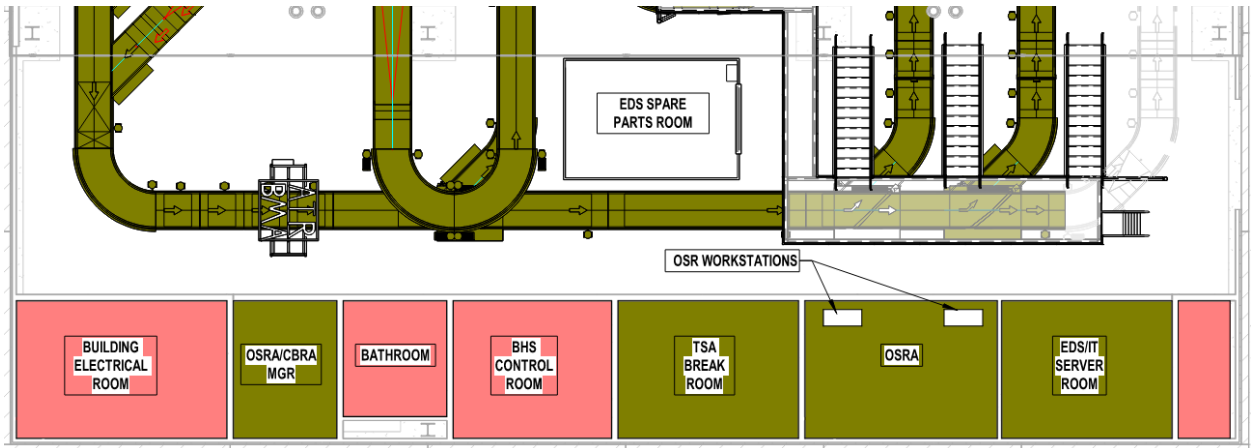 EDS SPARE
PARTS ROOM
BMA
ATR
OSR WORKSTATIONS
BUILDING
ELECTRICAL
ROOM
OSRA/CBRA
MGR
BATHROOM
BHS
CONTROL
ROOM
TSA
BREAK
ROOM
OSRA
EDS/IT
SERVER
ROOM